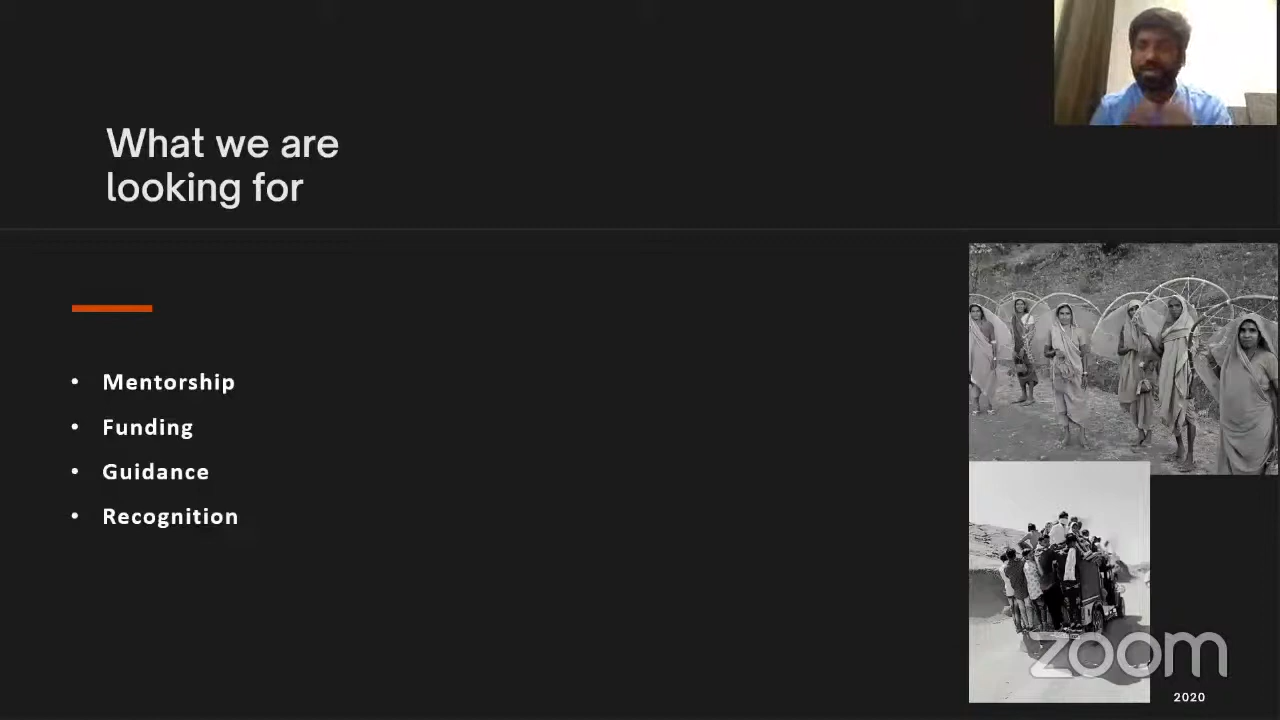 What we are
looking for
• Mentorship
• Funding
• Guidance
• Recognition
zoom
2020